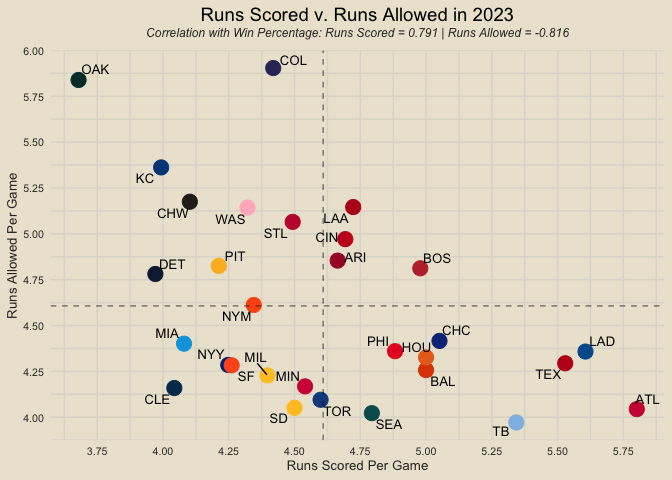 Runs Scored v. Runs Allowed in 2023
Correlation with Win Percentage: Runs Scored = 0.791 | Runs Allowed = -0.816
6.00
COL
OAK
5.75
5.50
KC
5.25
CHW
WAS
LAA
STL
CIN
5.00
ARI
BOS
PIT
DET
4.75
NYM
4.50
MIA
PHI
HOU
CHC
LAD
NYY
MIL
4.25
SF
MIN
BAL
TEX
CLE
ATL
SD
TOR
SEA
TB
4.00
Runs Allowed Per Game
3.75 4.00 4.25 4.50 4.75 5.00 5.25 5.50 5.75
Runs Scored Per Game